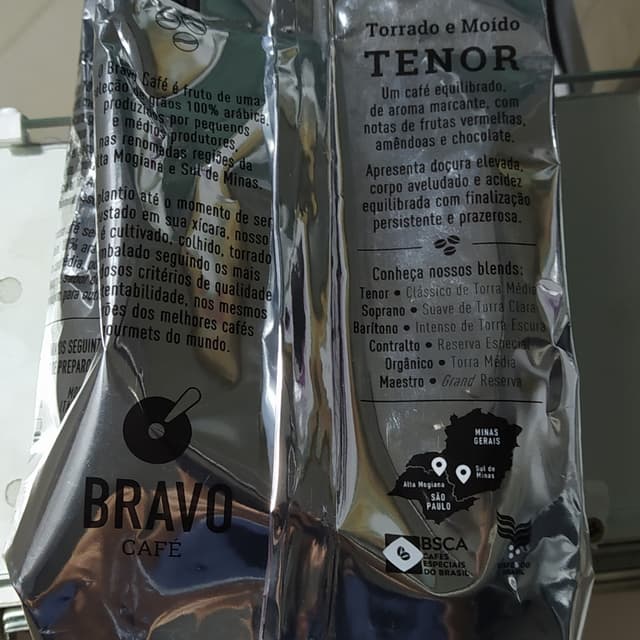 O Bravo Café é fruto de uma
seleção de grãos 100% arábica
produzidos por pequenos
e médios produtores,
nas renomadas regiões da
Alta Mogiana e Sul de Minas.
plantio até o momento de ser
em sua xícara, nosso
é cultivado, colhido, torrado
seguindo os mais
critérios de qualidade
nos mesmos
dos melhores cafés
gourmets do mundo.
BRAVO
CAFÉ
Torrado e Moído
TENOR
Um café equilibrado,
de aroma marcante, com
notas de frutas vermelhas,
amêndoas e chocolate.
Apresenta doçura elevada,
corpo aveludado e acidez
equilibrada com finalização
persistente e prazerosa.
Conheça nossos blends:
Tenor • Clássico de Torra Média
Soprano • Suave de Torra Clara
Barítono • Intenso de Torra Escura
Contralto • Reserva Especial
Orgânico • Torra Média
Maestro • Grand Reserva
MINAS
GERAIS
Alta Mogiana
Sul de
Minas
SÃO
PAULO
BSCA
CAFÉS
ESPECIAIS
DO BRASIL